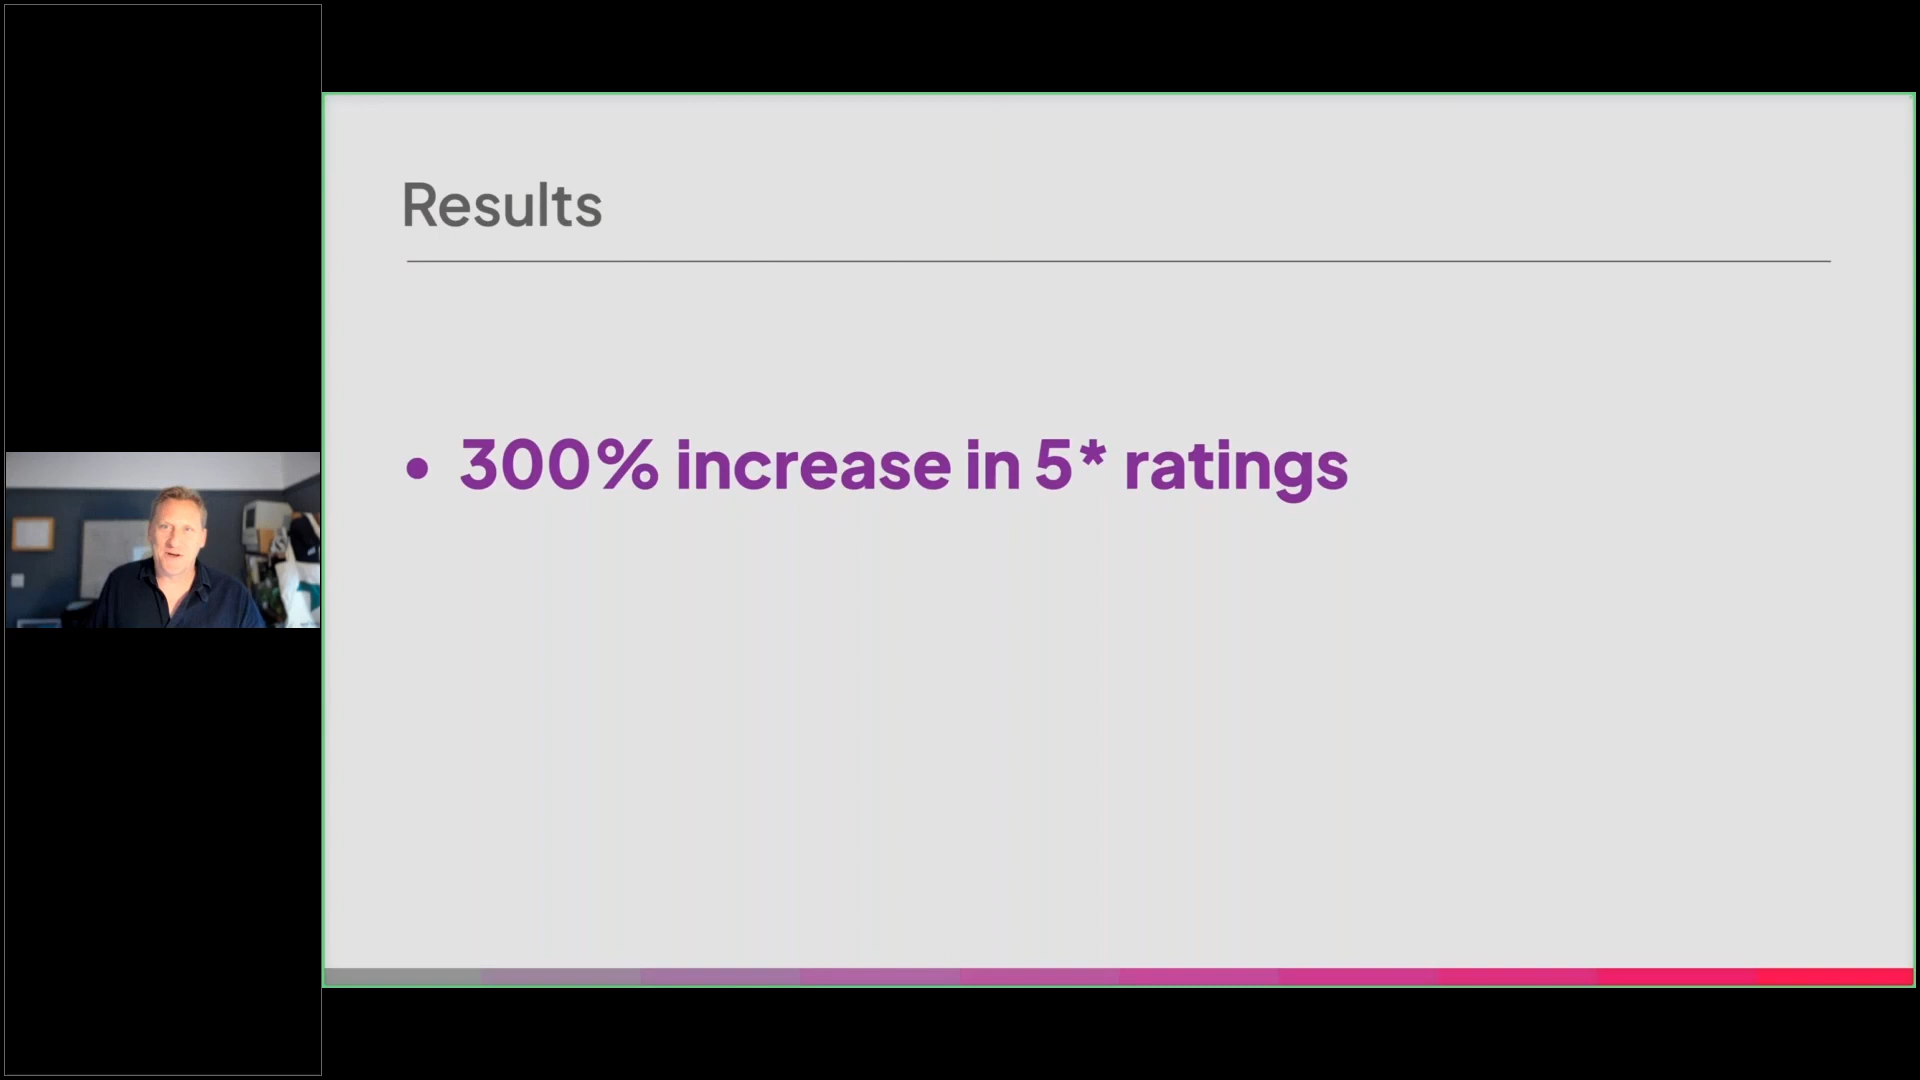 Results
• 300% increase in 5* ratings